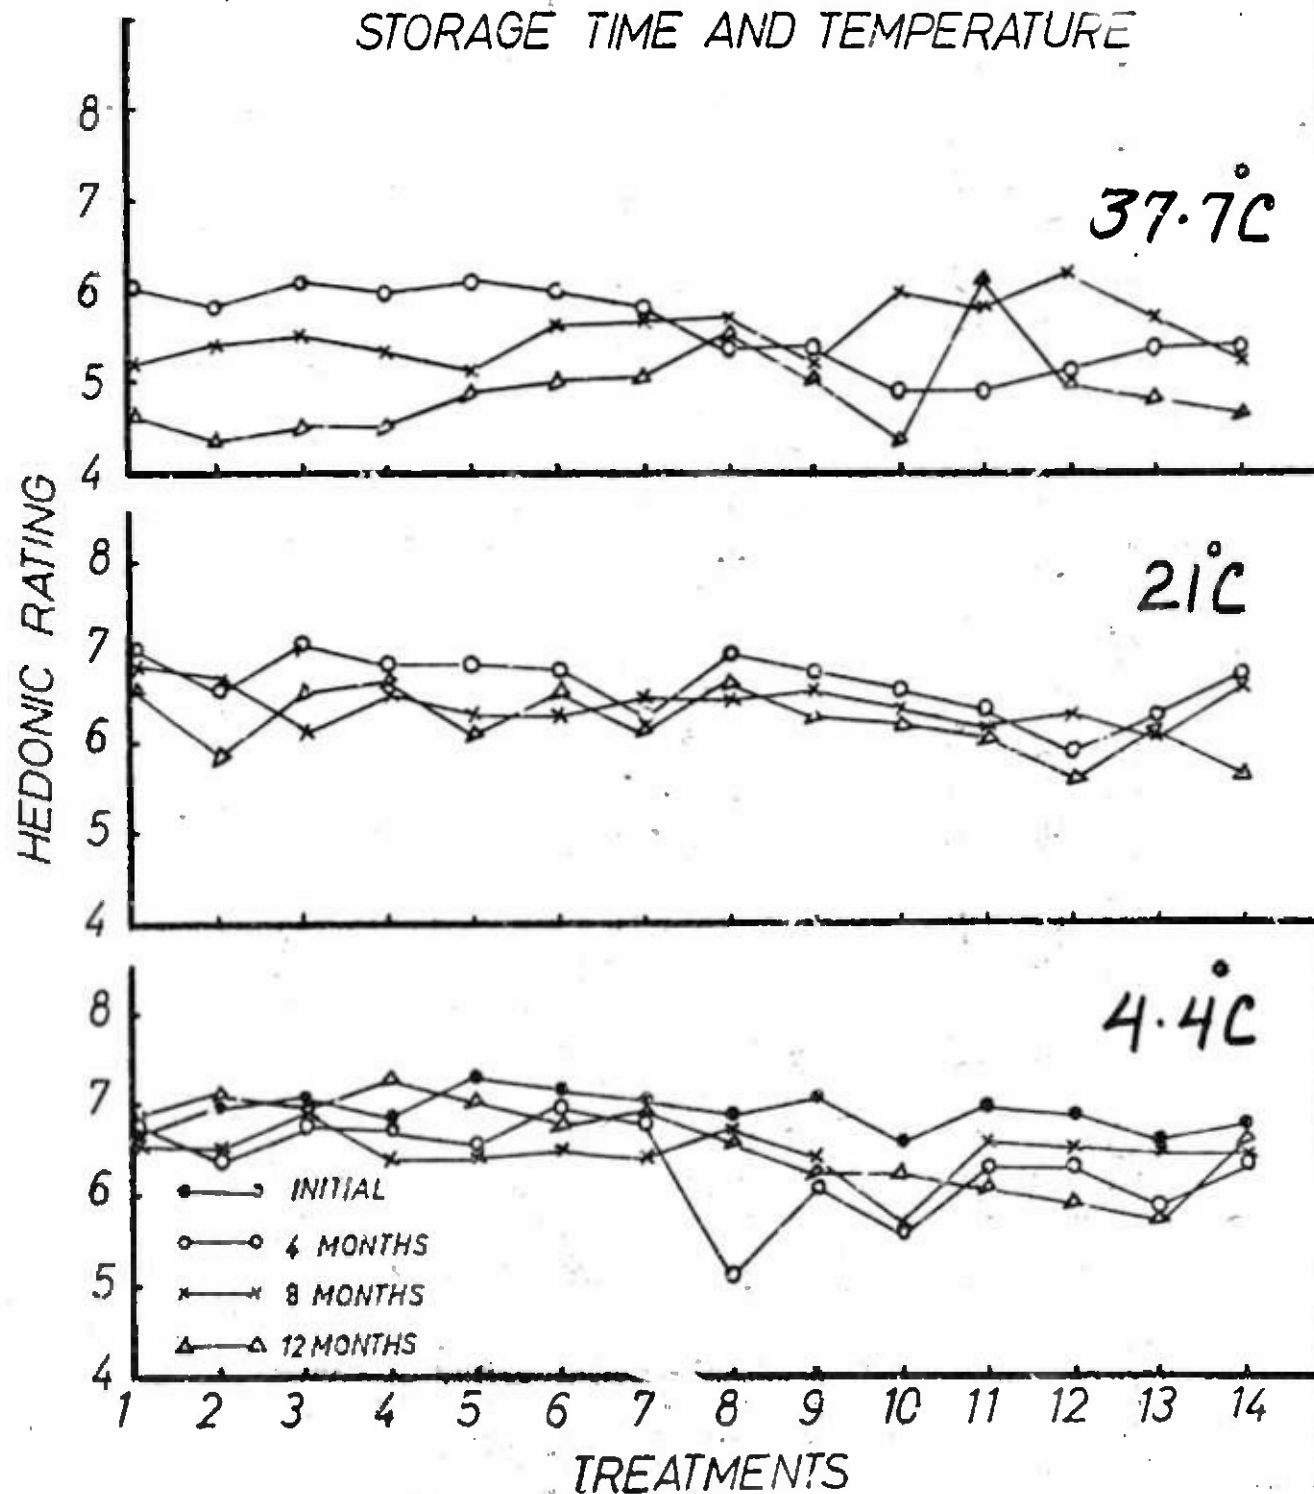 STORAGE TIME AND TEMPERATURE
8
7
6
5
4
37.7°C
HEDONIC RATING
8
7
6
5
4
21°C
8
7
6
5
4
4.4°C
INITIAL
4 MONTHS
8 MONTHS
12 MONTHS
1 2 3 4 5 6 7 8 9 10 11 12 13 14
TREATMENTS